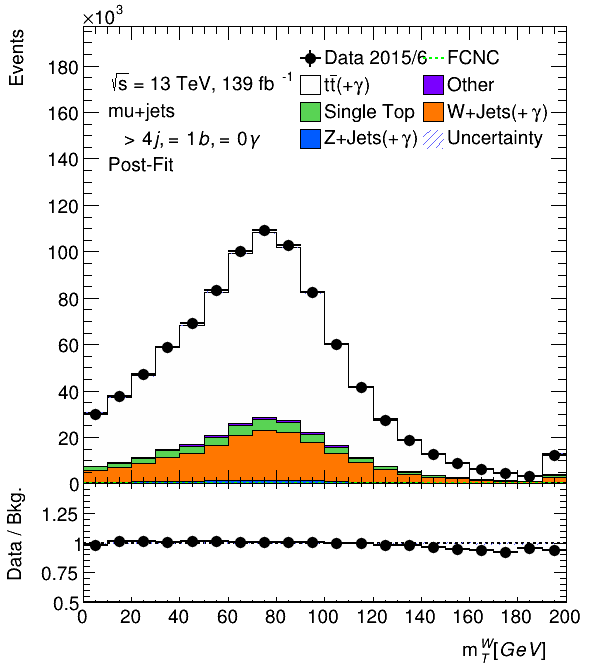 ×10³
Events
180
160
140
120
100
80
60
40
20
0
√s = 13 TeV, 139 fb⁻¹
mu+jets
> 4j, = 1b, = 0γ
Post-Fit
Data 2015/6 FCNC
tt̄(+γ) Other
Single Top W+Jets(+γ)
Z+Jets(+γ) Uncertainty
Data / Bkg.
1.25
1
0.75
0.5
0 20 40 60 80 100 120 140 160 180 200
m_T^W [GeV]